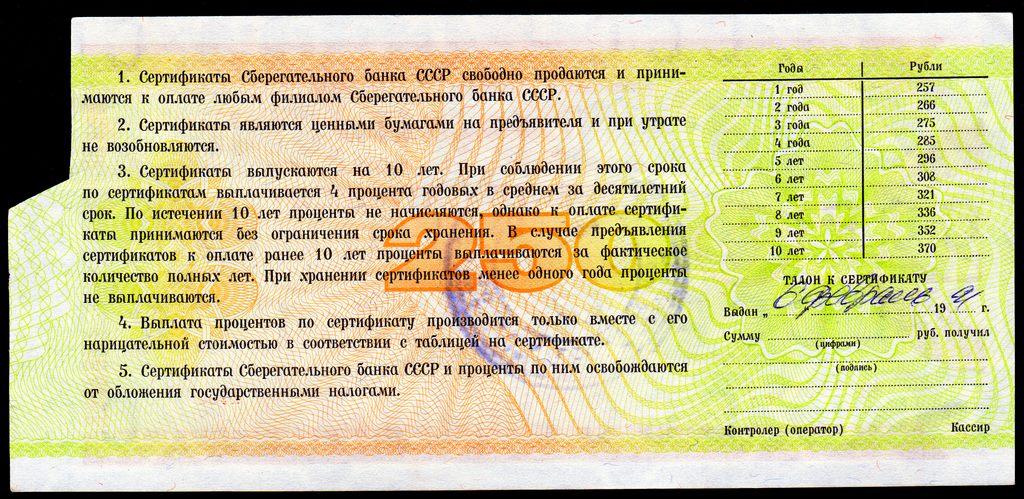 1. Сертификаты Сберегательного банка СССР свободно продаются и прини-
маются к оплате любым филиалом Сберегательного банка СССР.
2. Сертификаты являются ценными бумагами на предъявителя и при утрате
не возобновляются.
3. Сертификаты выпускаются на 10 лет. При соблюдении этого срока
по сертификатам выплачивается 4 процента годовых в среднем за десятилетний
срок. По истечении 10 лет проценты не начисляются, однако к оплате сертифи-
каты принимаются без ограничения срока хранения. В случае предъявления
сертификатов к оплате ранее 10 лет проценты выплачиваются за фактическое
количество полных лет. При хранении сертификатов менее одного года проценты
не выплачиваются.
4. Выплата процентов по сертификату производится только вместе с его
нарицательной стоимостью в соответствии с таблицей на сертификате.
5. Сертификаты Сберегательного банка СССР и проценты по ним освобождаются
от обложения государственными налогами.
250
Годы Рубли
1 год 257
2 года 266
3 года 275
4 года 285
5 лет 296
6 лет 308
7 лет 321
8 лет 336
9 лет 352
10 лет 370
ТАЛОН К СЕРТИФИКАТУ
Выдан „ 6 февраля 1991 г.
Сумму руб. получил
(цифрами)
(подпись)
Контролер (оператор) Кассир